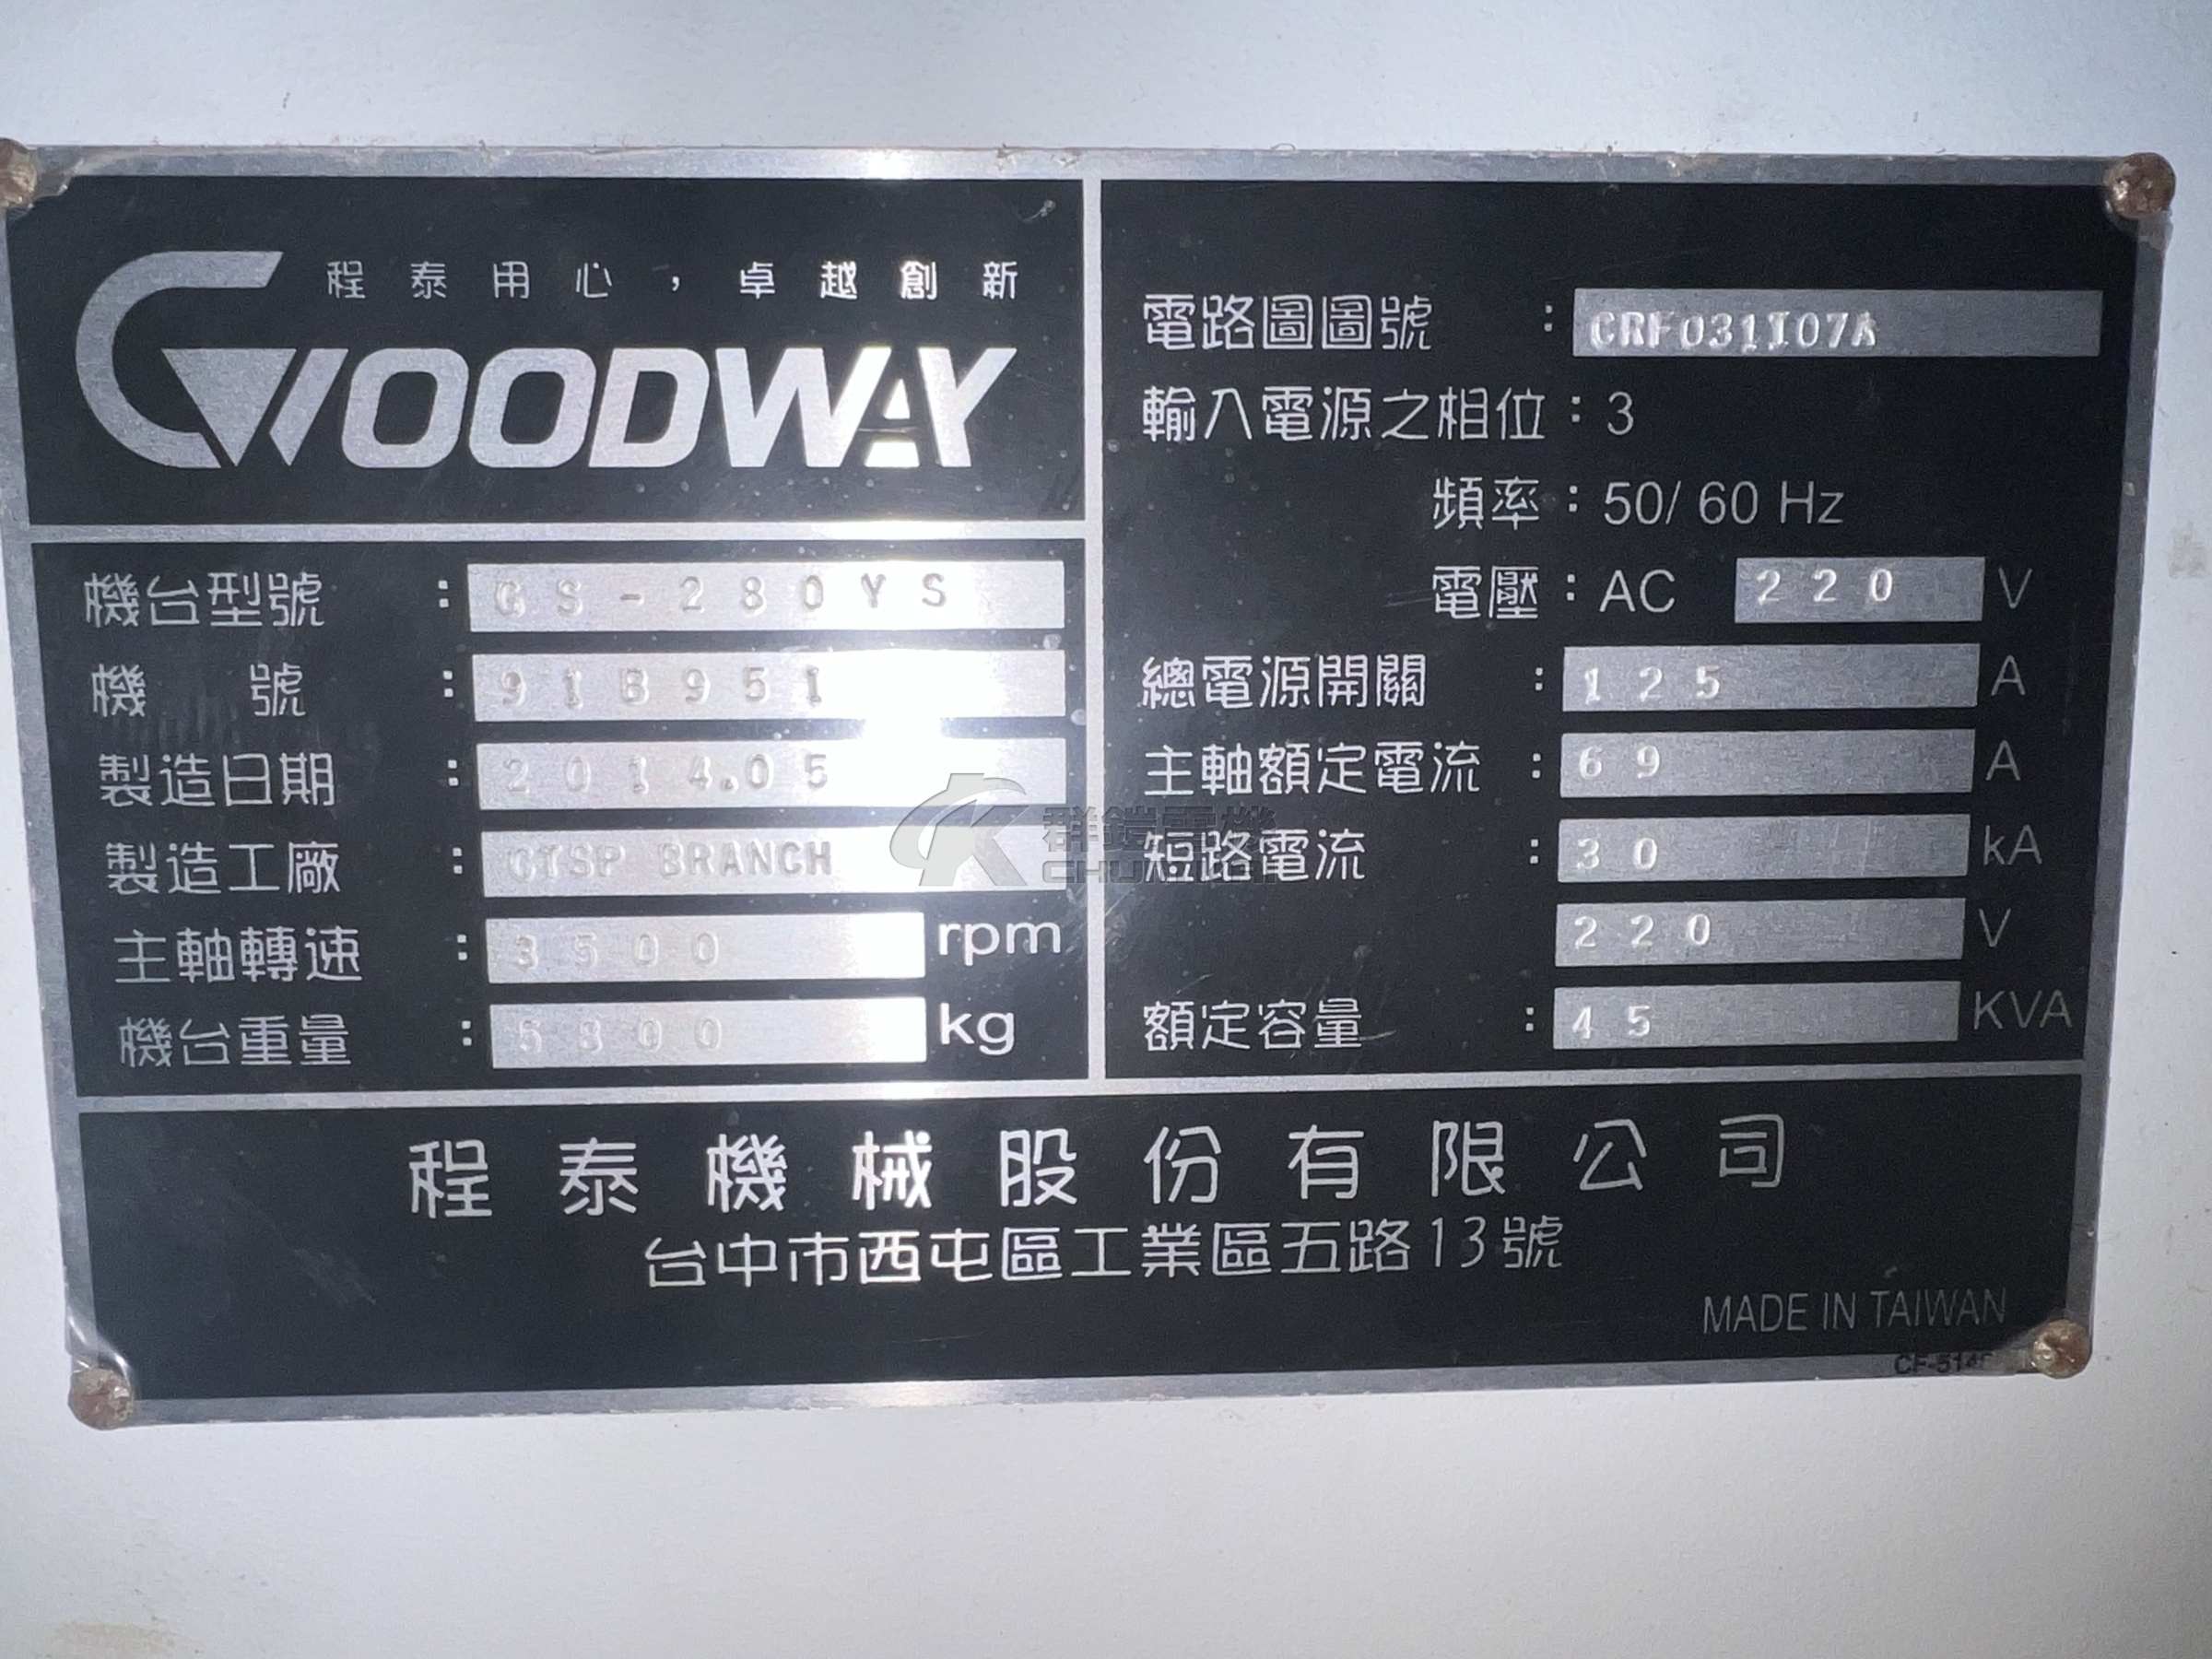 程泰用心，卓越創新
GOODWAY
機台型號 : GS-280YS
機 號 : 91B951
製造日期 : 2014.05
製造工廠 : CTSP BRANCH
主軸轉速 : 3500 rpm
機台重量 : 5800 kg
電路圖圖號 : CRF031I07A
輸入電源之相位 : 3
頻率 : 50/ 60 Hz
電壓 : AC 220 V
總電源開關 : 125 A
主軸額定電流 : 69 A
短路電流 : 30 kA
220 V
額定容量 : 45 KVA
程泰機械股份有限公司
台中市西屯區工業區五路13號
MADE IN TAIWAN
群鎧電機